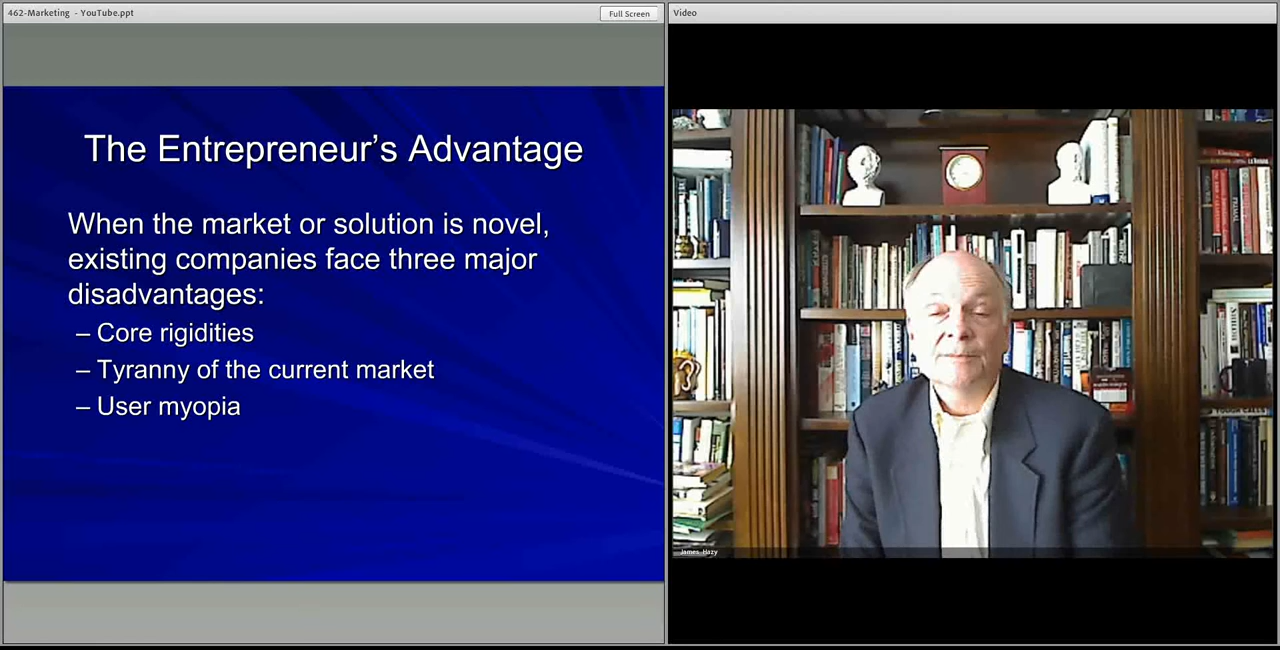 462-Marketing - YouTube.ppt
Full Screen
Video
The Entrepreneur’s Advantage
When the market or solution is novel,
existing companies face three major
disadvantages:
– Core rigidities
– Tyranny of the current market
– User myopia
James Hazy